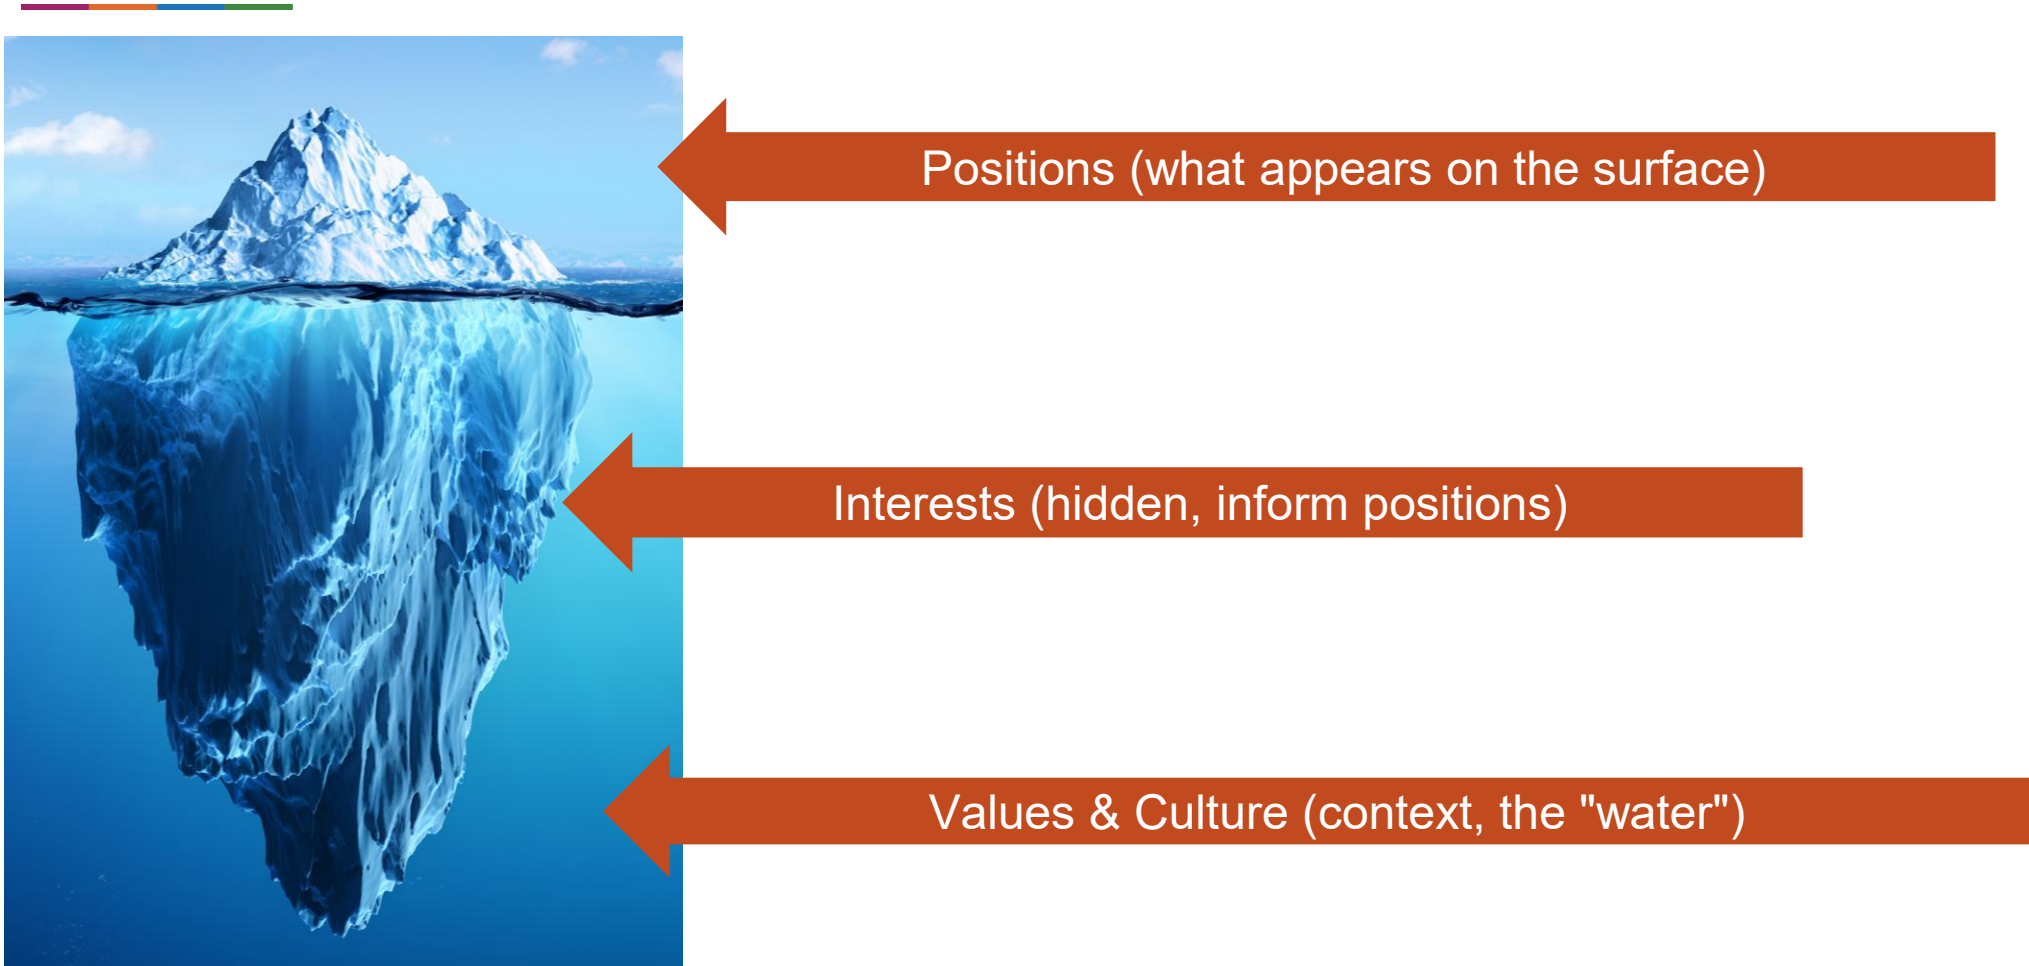 Positions (what appears on the surface)
Interests (hidden, inform positions)
Values & Culture (context, the "water")